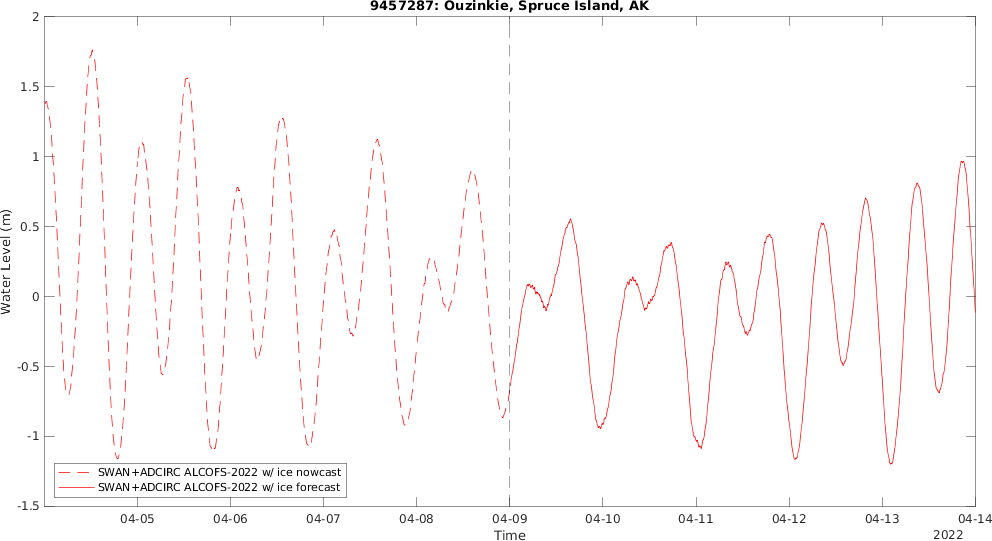 9457287: Ouzinkie, Spruce Island, AK
2
1.5
1
0.5
0
-0.5
-1
-1.5
Water Level (m)
SWAN+ADCIRC ALCOFS-2022 w/ ice nowcast
SWAN+ADCIRC ALCOFS-2022 w/ ice forecast
04-05 04-06 04-07 04-08 04-09 04-10 04-11 04-12 04-13 04-14
Time
2022